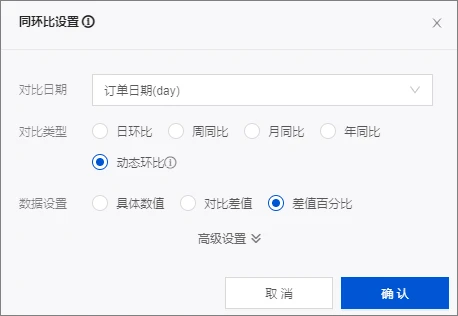 同环比设置
对比日期 订单日期(day)
对比类型 日环比 周同比 月同比 年同比
动态环比
数据设置 具体数值 对比差值 差值百分比
高级设置
取 消 确 认